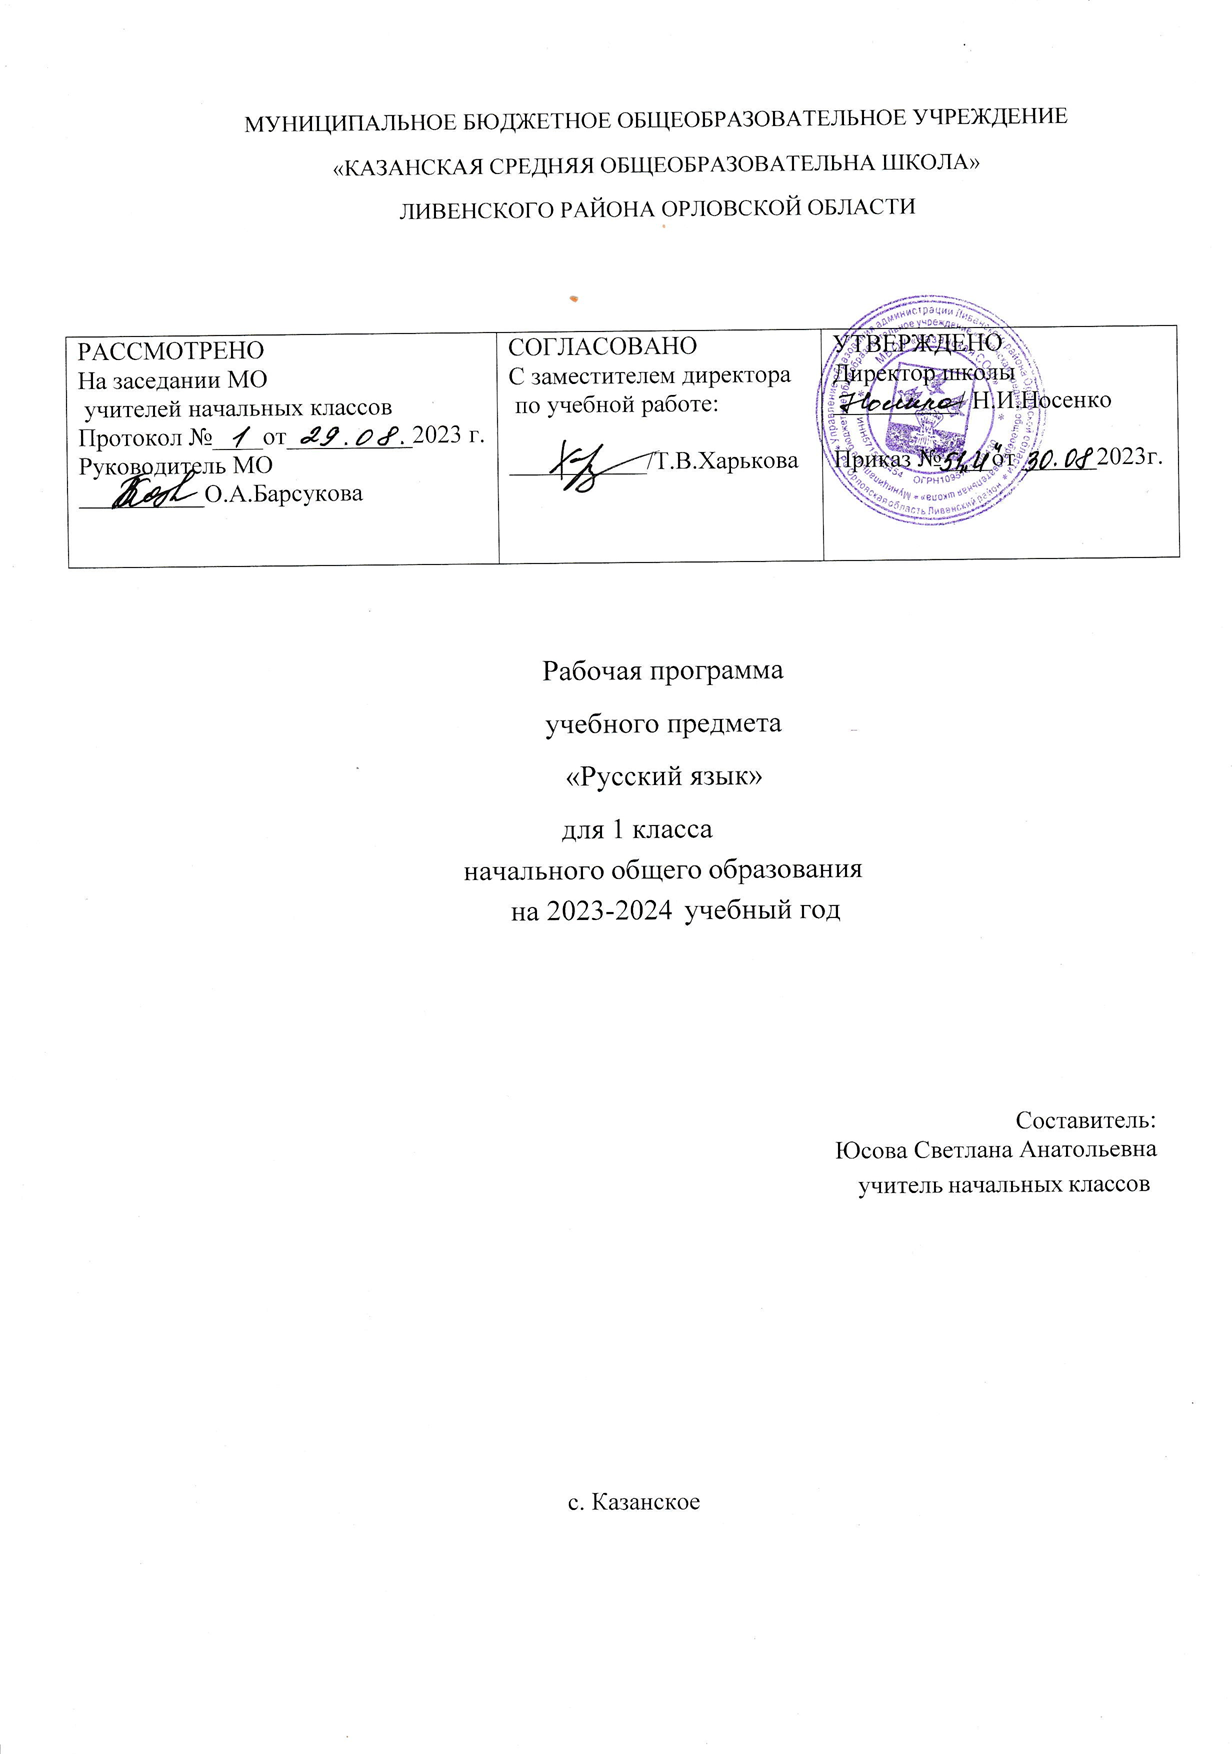 МУНИЦИПАЛЬНОЕ БЮДЖЕТНОЕ ОБЩЕОБРАЗОВАТЕЛЬНОЕ УЧРЕЖДЕНИЕ
«КАЗАНСКАЯ СРЕДНЯЯ ОБЩЕОБРАЗОВАТЕЛЬНА ШКОЛА»
ЛИВЕНСКОГО РАЙОНА ОРЛОВСКОЙ ОБЛАСТИ
РАССМОТРЕНО
На заседании МО
учителей начальных классов
Протокол № 1 от 29.08.2023 г.
Руководитель МО
О.А.Барсукова
СОГЛАСОВАНО
С заместителем директора
по учебной работе:
/Т.В.Харькова
УТВЕРЖДЕНО
Директор школы
Н.И.Носенко
Приказ № от 30.08 2023г.
Рабочая программа
учебного предмета
«Русский язык»
для 1 класса
начального общего образования
на 2023-2024 учебный год
Составитель:
Юсова Светлана Анатольевна
учитель начальных классов
с. Казанское